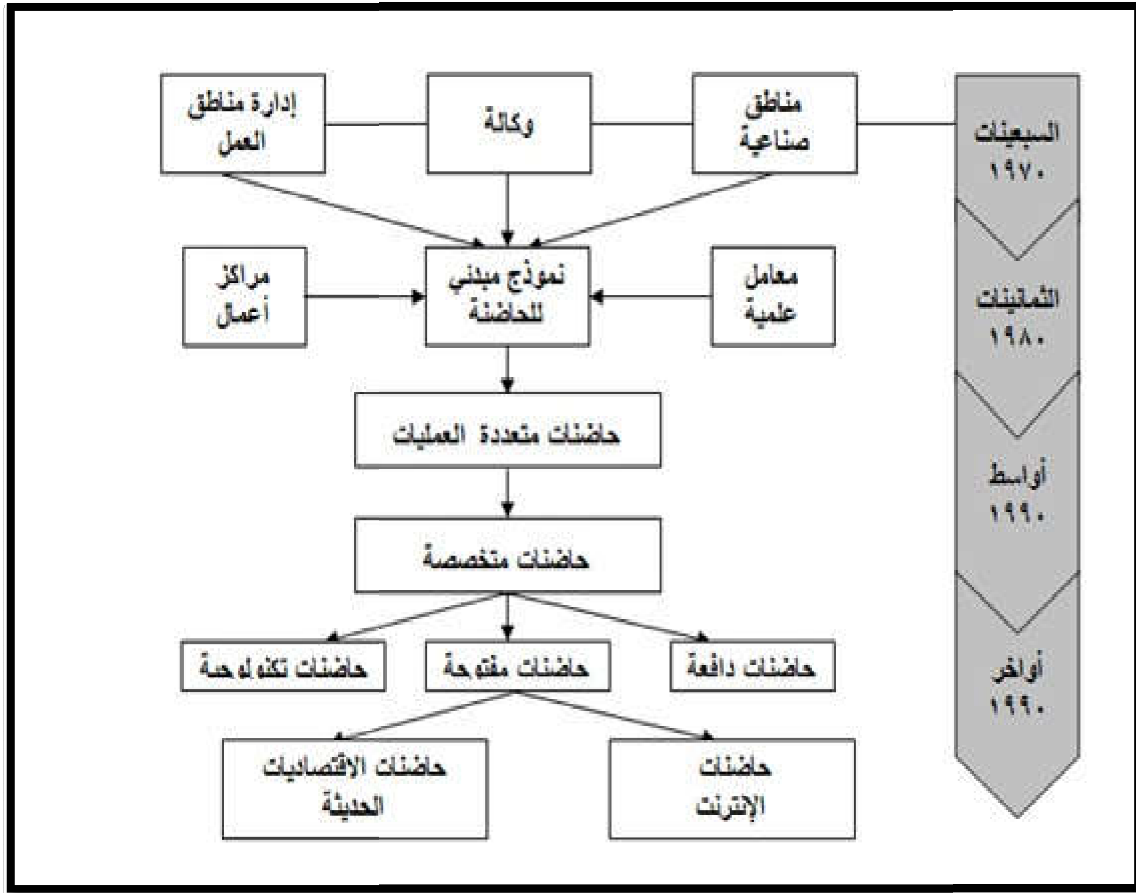 مناطق
صناعية
وكالة
إدارة مناطق
العمل
السبعينات
١٩٧٠
معامل
علمية
نموذج مبدئي
للحاضنة
مراكز
أعمال
الثمانينات
١٩٨٠
حاضنات متعددة العمليات
أواسط
١٩٩٠
حاضنات متخصصة
حاضنات دافعة
حاضنات مفتوحة
حاضنات تكنولوجية
أواخر
١٩٩٠
حاضنات
الإنترنت
حاضنات الاقتصاديات
الحديثة